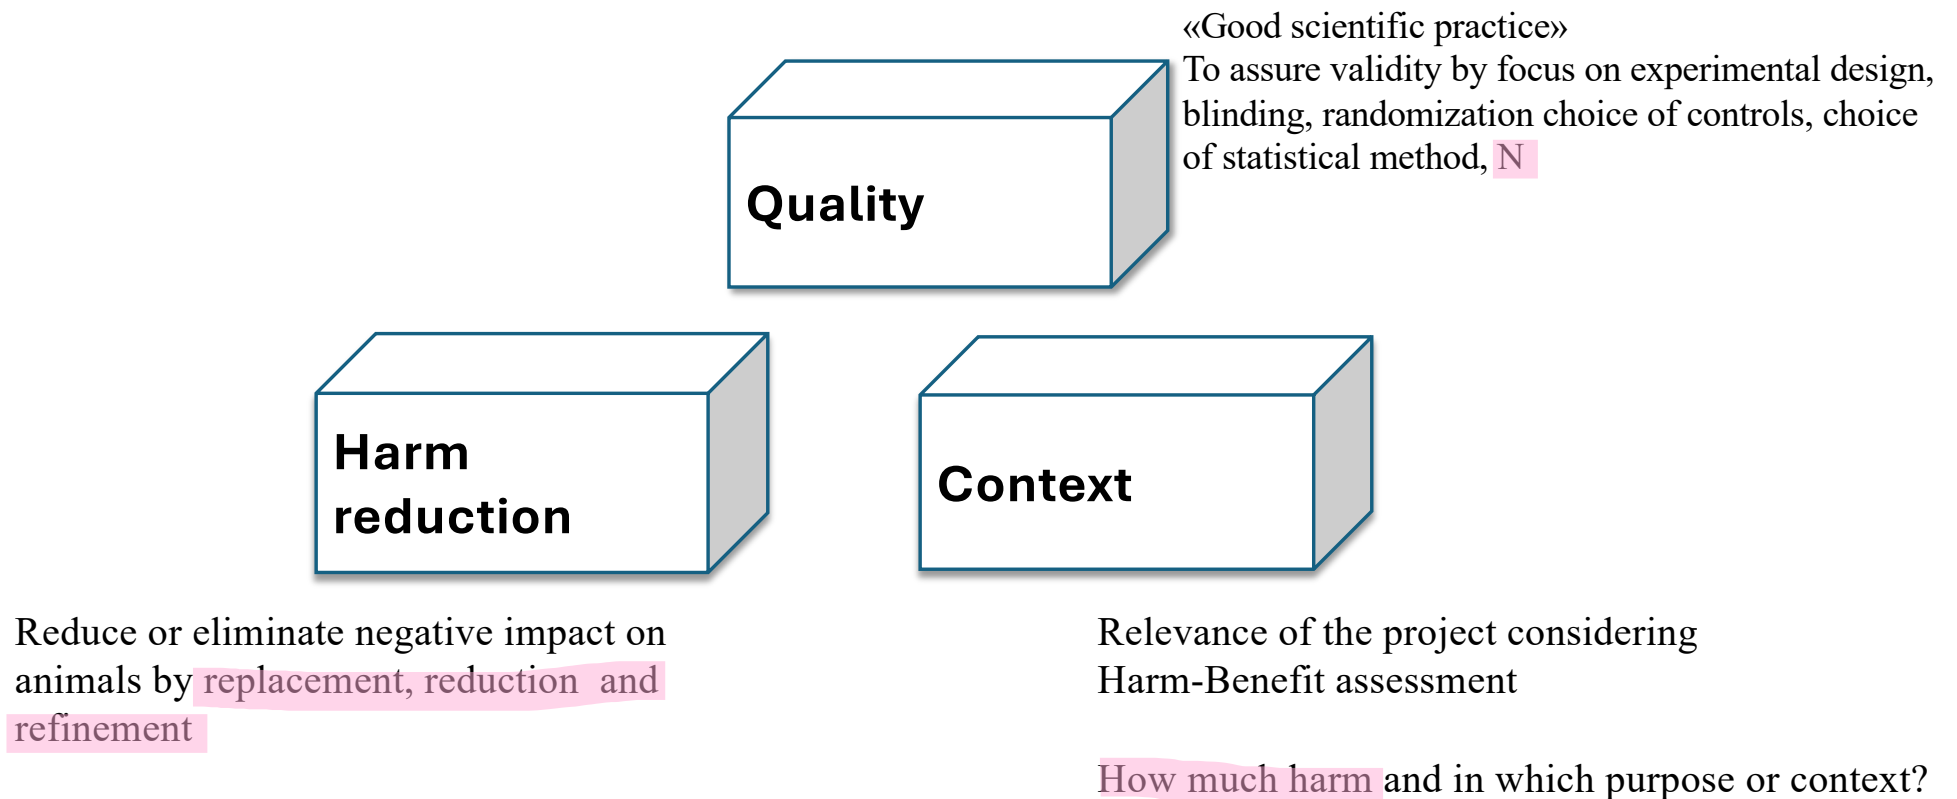 «Good scientific practice»
To assure validity by focus on experimental design,
blinding, randomization choice of controls, choice
of statistical method, N
Quality
Harm
reduction
Context
Reduce or eliminate negative impact on
animals by replacement, reduction and
refinement
Relevance of the project considering
Harm-Benefit assessment
How much harm and in which purpose or context?